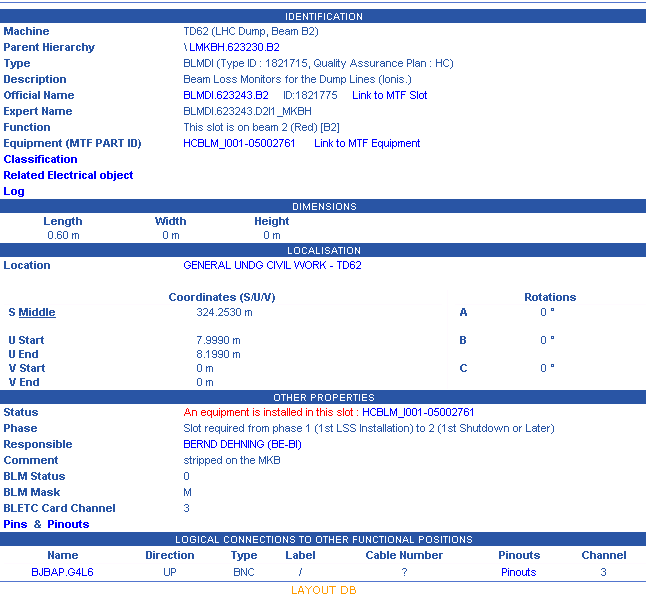 IDENTIFICATION
Machine TD62 (LHC Dump, Beam B2)
Parent Hierarchy \ LMKBH.623230.B2
Type BLMDI (Type ID : 1821715, Quality Assurance Plan : HC)
Description Beam Loss Monitors for the Dump Lines (Ionis.)
Official Name BLMDI.623243.B2 ID:1821775 Link to MTF Slot
Expert Name BLMDI.623243.D2I1_MKBH
Function This slot is on beam 2 (Red) [B2]
Equipment (MTF PART ID) HCBLM_I001-05002761 Link to MTF Equipment
Classification
Related Electrical object
Log
DIMENSIONS
Length Width Height
0.60 m 0 m 0 m
LOCALISATION
Location GENERAL UNDG CIVIL WORK - TD62
Coordinates (S/U/V) Rotations
S Middle 324.2530 m A 0 °
U Start 7.9990 m B 0 °
U End 8.1990 m
V Start 0 m C 0 °
V End 0 m
OTHER PROPERTIES
Status An equipment is installed in this slot : HCBLM_I001-05002761
Phase Slot required from phase 1 (1st LSS Installation) to 2 (1st Shutdown or Later)
Responsible BERND DEHNING (BE-BI)
Comment stripped on the MKB
BLM Status 0
BLM Mask M
BLETC Card Channel 3
Pins & Pinouts
LOGICAL CONNECTIONS TO OTHER FUNCTIONAL POSITIONS
Name Direction Type Label Cable Number Pinouts Channel
BJBAP.G4L6 UP BNC / ? Pinouts 3
LAYOUT DB